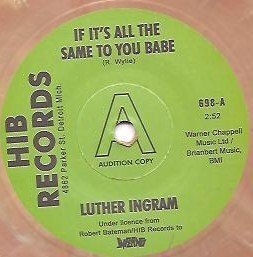 IF IT'S ALL THE
SAME TO YOU BABE
(R. Wylie)
HIB
RECORDS
4862 Parker St. Detroit Mich.
A
AUDITION COPY
698-A
2:52
Warner Chappell
Music Ltd /
Brianbert Music,
BMI
LUTHER INGRAM
Under licence from
Robert Bateman/HIB Records to